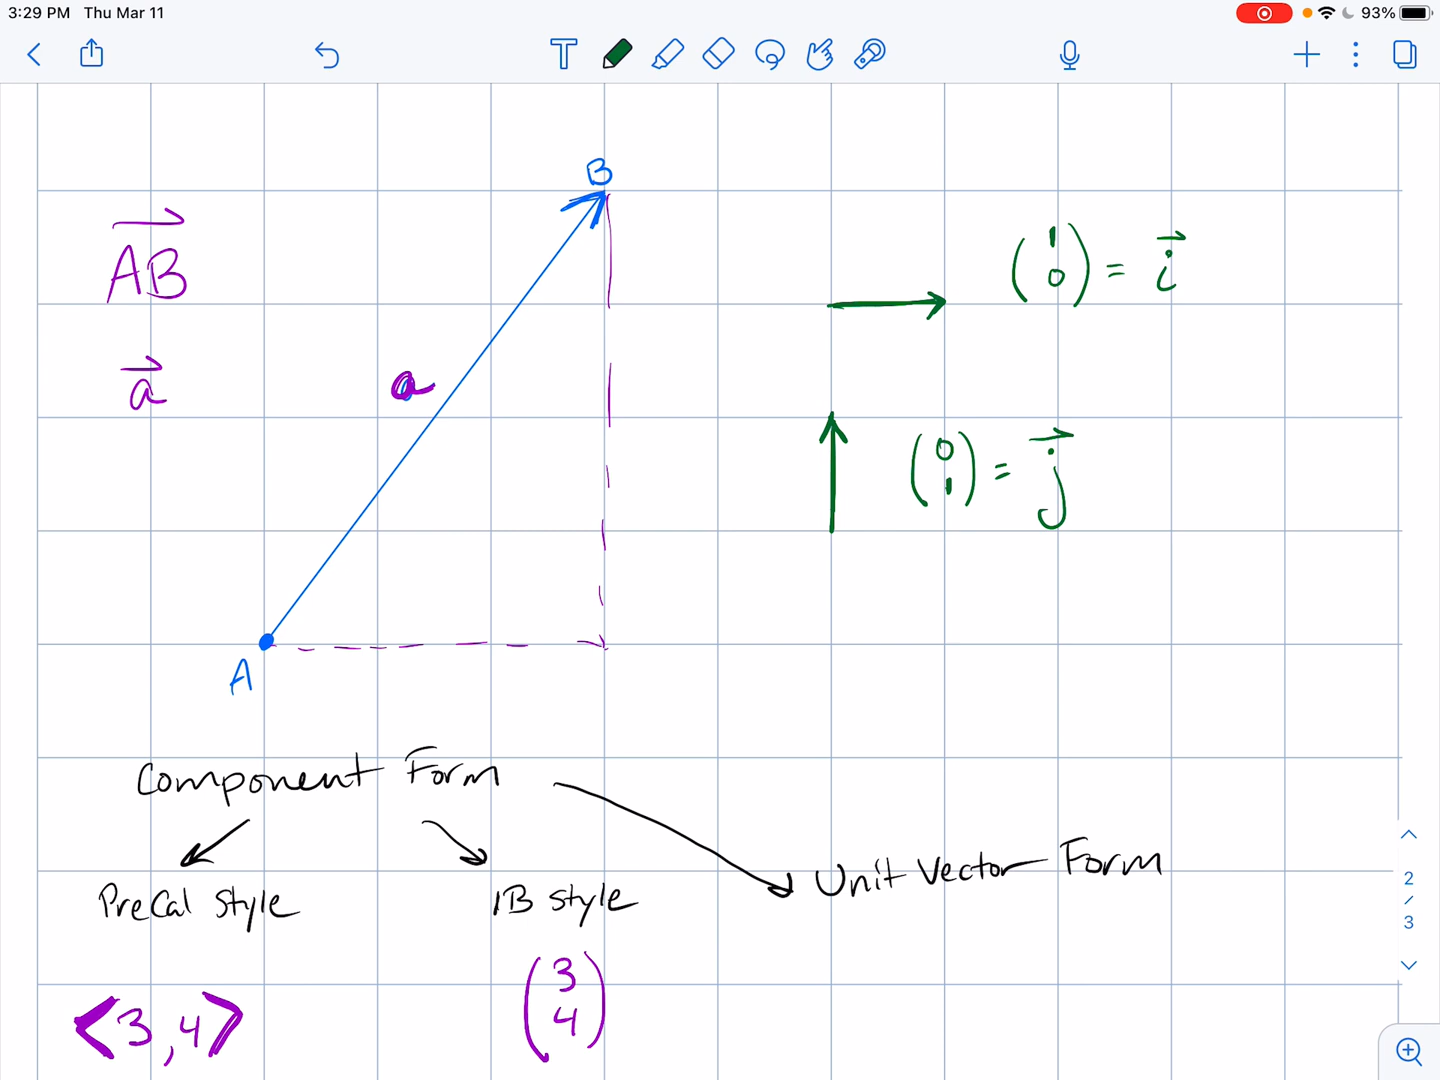 3:29 PM Thu Mar 11
93%
T
B
AB
a
a
A
(1 0) = i
(0 1) = j
Component Form
PreCal Style
IB Style
Unit Vector Form
<3, 4>
(3 4)
2
/
3